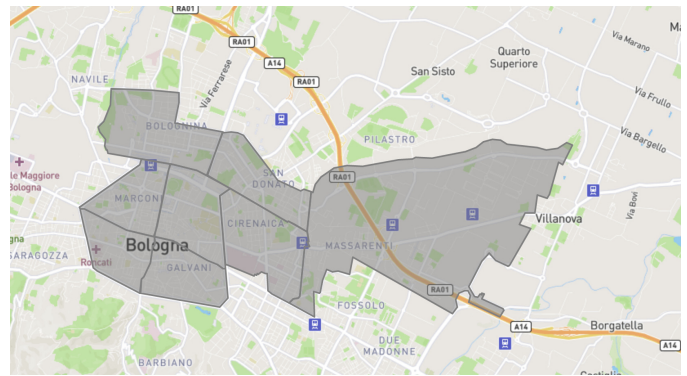 RA01
RA01
Via Marano
Quarto
Superiore
A14
San Sisto
NAVILE
Via Ferrarese
RA01
Via Frullo
BOLOGNINA
PILASTRO
Via Bargello
le Maggiore
Bologna
SAN
DONATO
RA01
MARCONI
Via Bovi
Villanova
CIRENAICA
gna
Bologna
MASSARENTI
SARAGOZZA
Roncati
GALVANI
RA01
FOSSOLO
A14
Borgatella
DUE
MADONNE
A14
BARBIANO